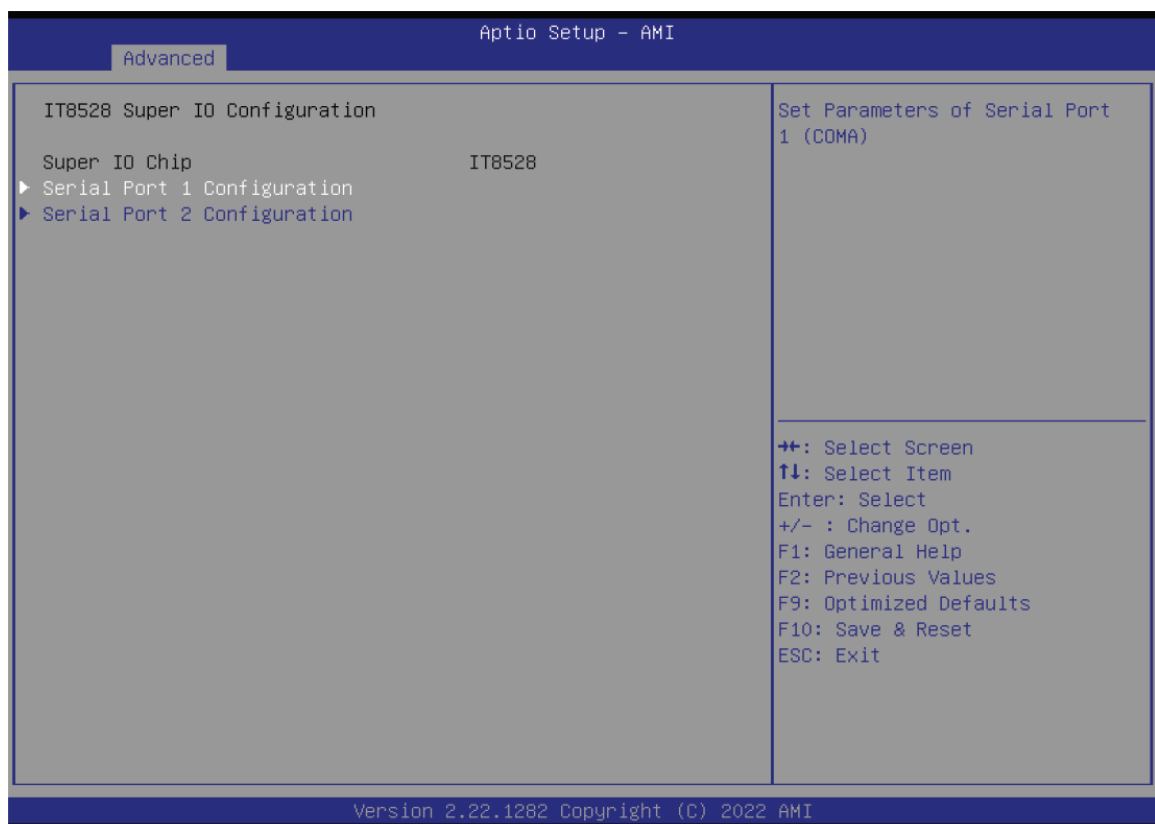 Aptio Setup – AMI
Advanced
IT8528 Super IO Configuration
Super IO Chip IT8528
Serial Port 1 Configuration
Serial Port 2 Configuration
Set Parameters of Serial Port
1 (COMA)
→←: Select Screen
↑↓: Select Item
Enter: Select
+/- : Change Opt.
F1: General Help
F2: Previous Values
F9: Optimized Defaults
F10: Save & Reset
ESC: Exit
Version 2.22.1282 Copyright (C) 2022 AMI